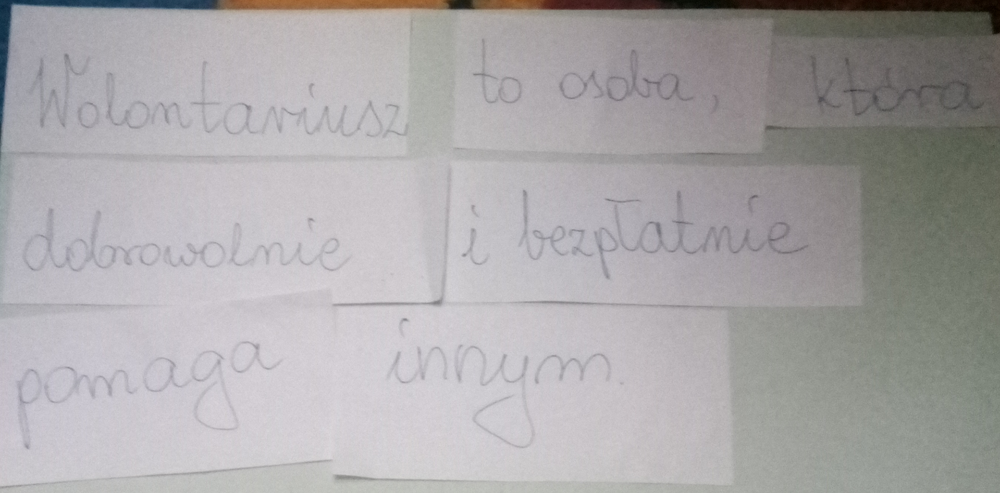 Wolontariusz to osoba, która
dobrowolnie i bezpłatnie
pomaga innym.